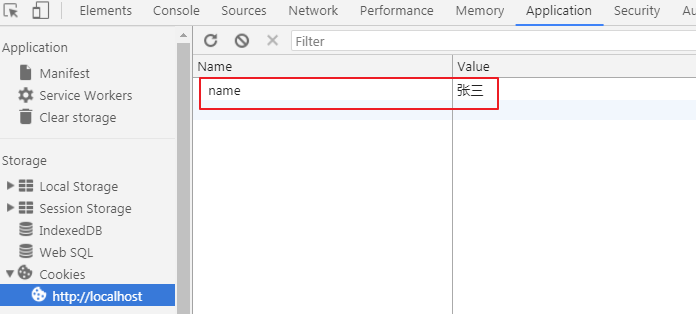 Elements Console Sources Network Performance Memory Application Security Au
Application
Manifest
Service Workers
Clear storage
Storage
Local Storage
Session Storage
IndexedDB
Web SQL
Cookies
http://localhost
Filter
Name Value
name 张三